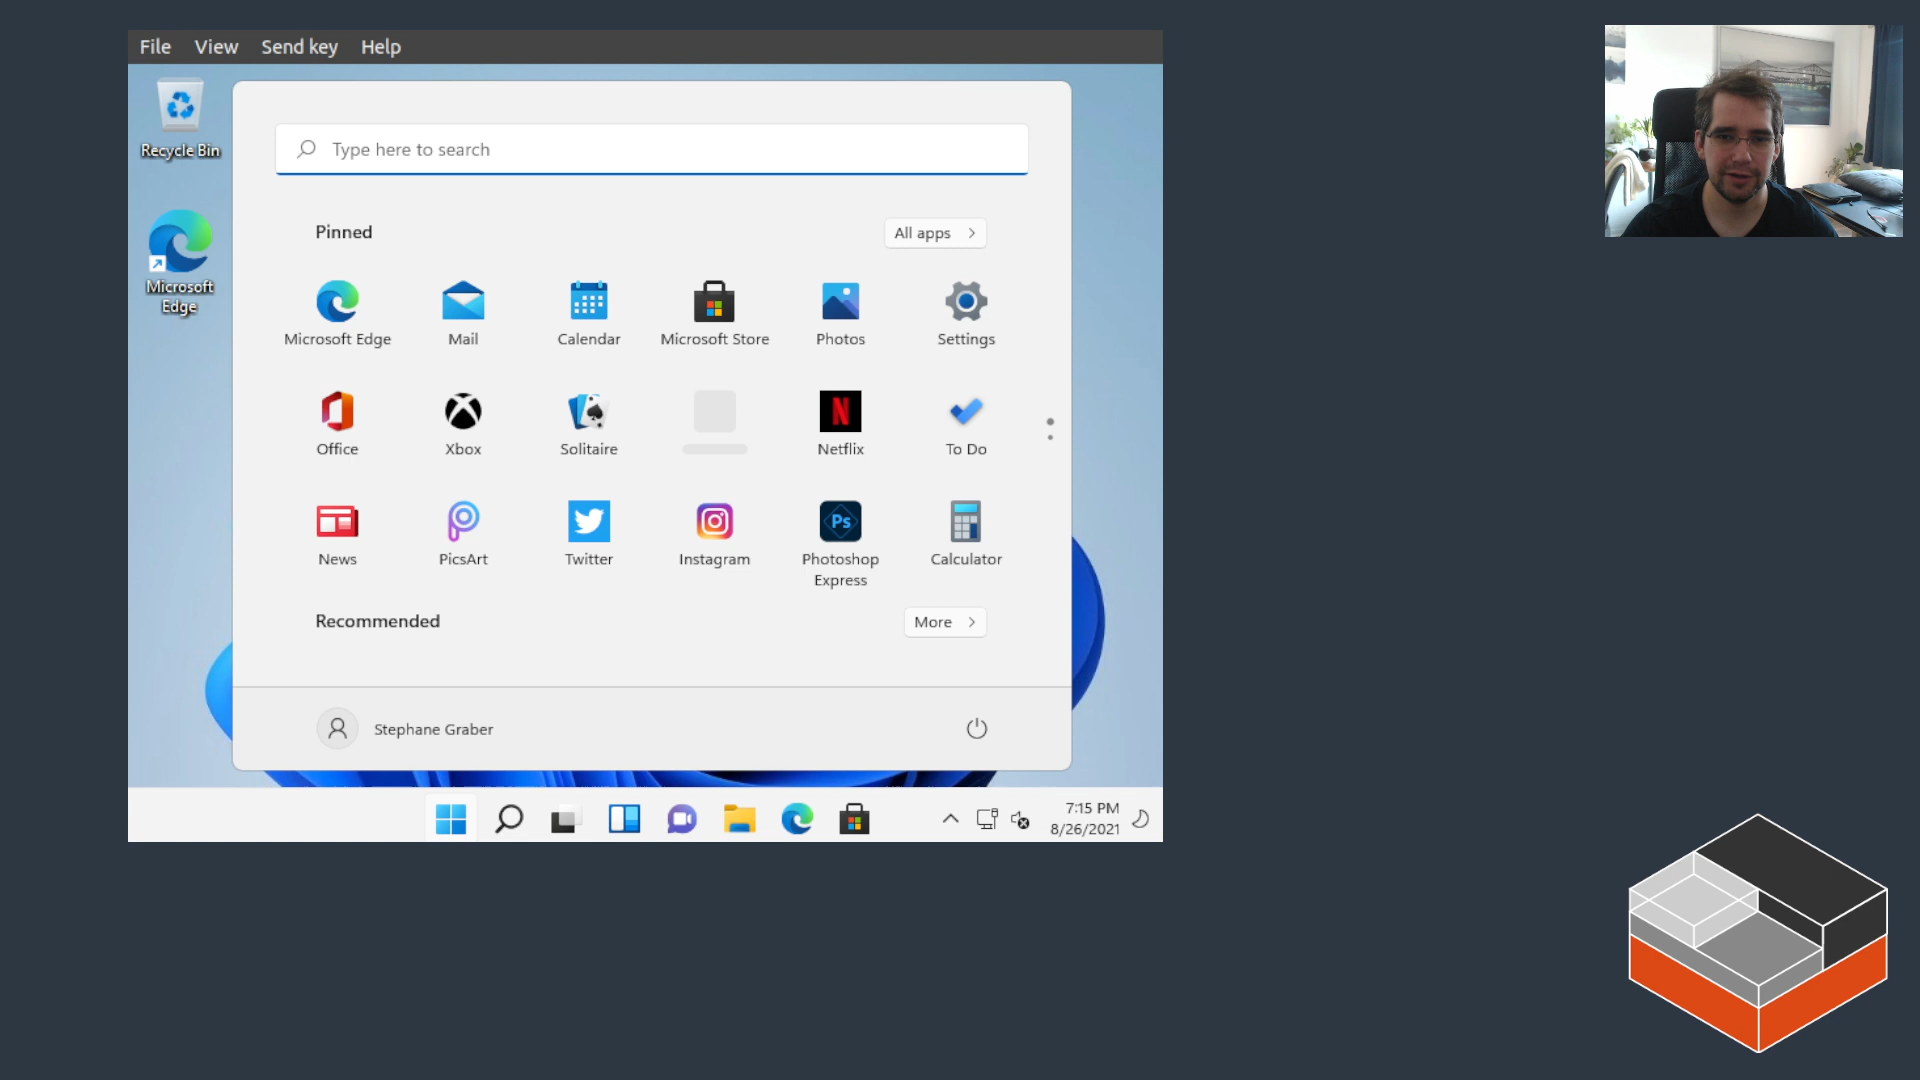 File View Send key Help
Recycle Bin
Microsoft
Edge
Type here to search
Pinned
All apps
Microsoft Edge
Mail
Calendar
Microsoft Store
Photos
Settings
Office
Xbox
Solitaire
N
Netflix
To Do
News
PicsArt
Twitter
Instagram
Ps
Photoshop
Express
Calculator
Recommended
More
Stephane Graber
7:15 PM
8/26/2021